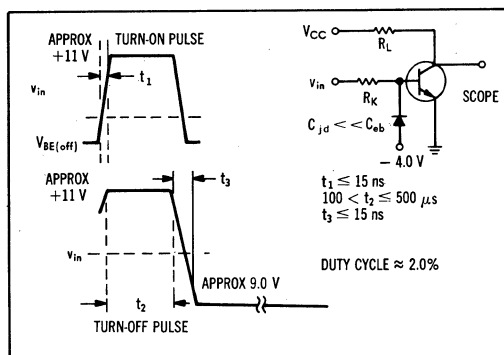 APPROX
+11 V
TURN-ON PULSE
t1
vin
VBE(off)
APPROX
+11 V
t3
vin
APPROX 9.0 V
t2
TURN-OFF PULSE
VCC
RL
Vin
RK
SCOPE
Cjd << Ceb
– 4.0 V
t1 ≤ 15 ns
100 < t2 ≤ 500 μs
t3 ≤ 15 ns
DUTY CYCLE ≈ 2.0%